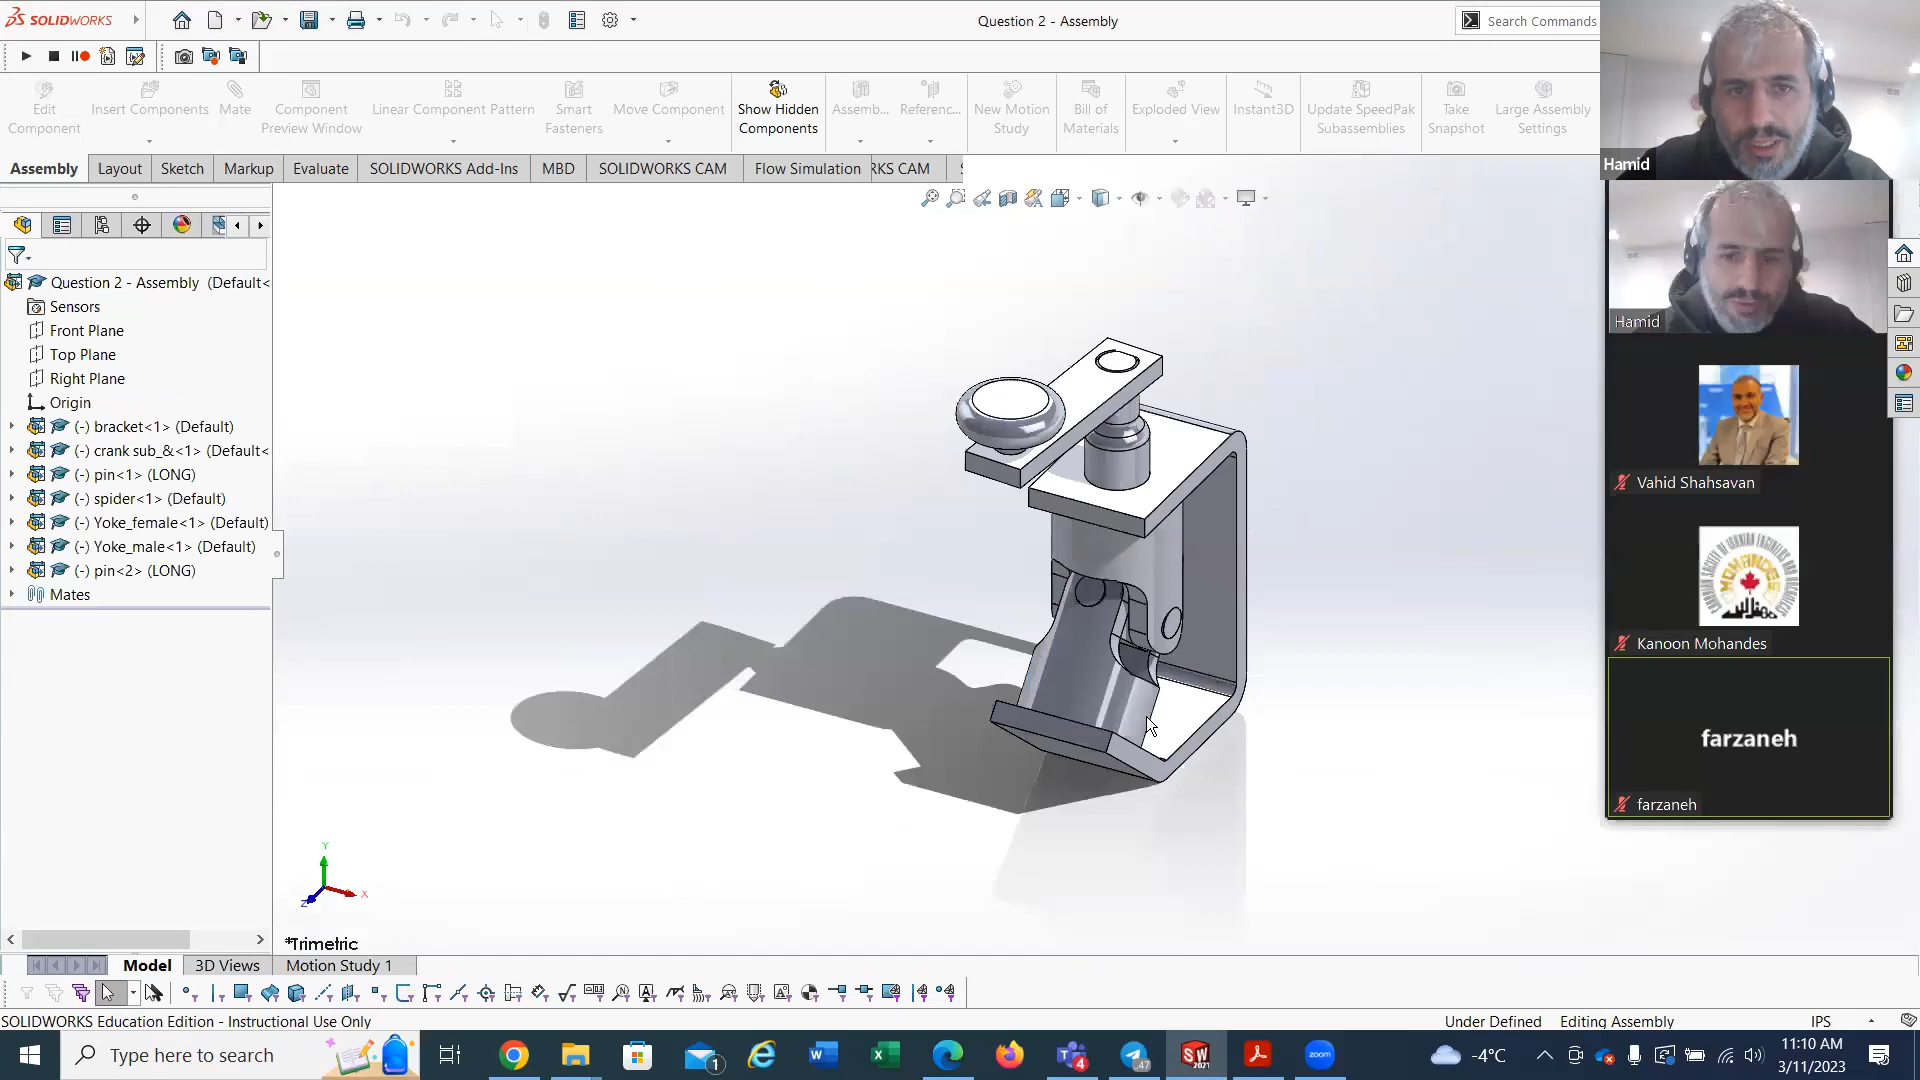 SOLIDWORKS
Question 2 - Assembly
Search Commands
Edit Component
Insert Components
Mate
Component Preview Window
Linear Component Pattern
Smart Fasteners
Move Component
Show Hidden Components
Assemb...
Referenc...
New Motion Study
Bill of Materials
Exploded View
Instant3D
Update SpeedPak Subassemblies
Take Snapshot
Large Assembly Settings
Assembly
Layout
Sketch
Markup
Evaluate
SOLIDWORKS Add-Ins
MBD
SOLIDWORKS CAM
Flow Simulation
RKS CAM
Question 2 - Assembly (Default<
Sensors
Front Plane
Top Plane
Right Plane
Origin
(-) bracket<1> (Default)
(-) crank sub_&<1> (Default<
(-) pin<1> (LONG)
(-) spider<1> (Default)
(-) Yoke_female<1> (Default)
(-) Yoke_male<1> (Default)
(-) pin<2> (LONG)
Mates
Y
X
Z
*Trimetric
Hamid
Hamid
Vahid Shahsavan
Kanoon Mohandes
farzaneh
farzaneh
Model
3D Views
Motion Study 1
SOLIDWORKS Education Edition - Instructional Use Only
Under Defined
Editing Assembly
IPS
Type here to search
1
SW
2021
4
47
zoom
-4°C
11:10 AM
3/11/2023